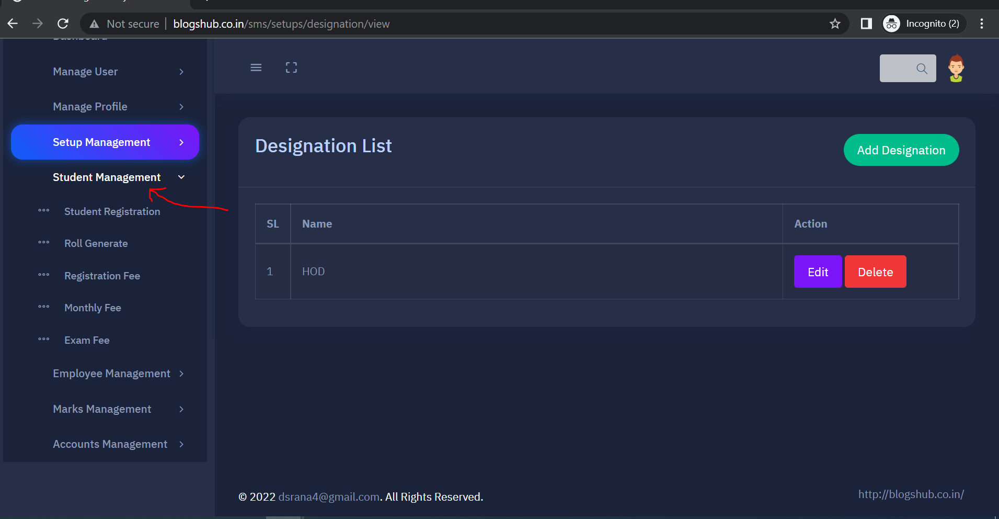 Not secure | blogshub.co.in/sms/setups/designation/view
Incognito (2)
Dashboard
Manage User
Manage Profile
Setup Management
Student Management
Student Registration
Roll Generate
Registration Fee
Monthly Fee
Exam Fee
Employee Management
Marks Management
Accounts Management
Designation List
Add Designation
SL Name Action
1 HOD Edit Delete
© 2022 dsrana4@gmail.com. All Rights Reserved.
http://blogshub.co.in/